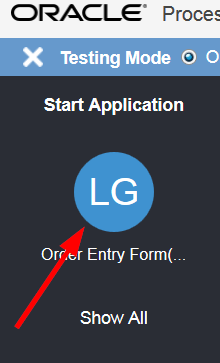 ORACLE® Proces
Testing Mode
Start Application
LG
Order Entry Form(...
Show All